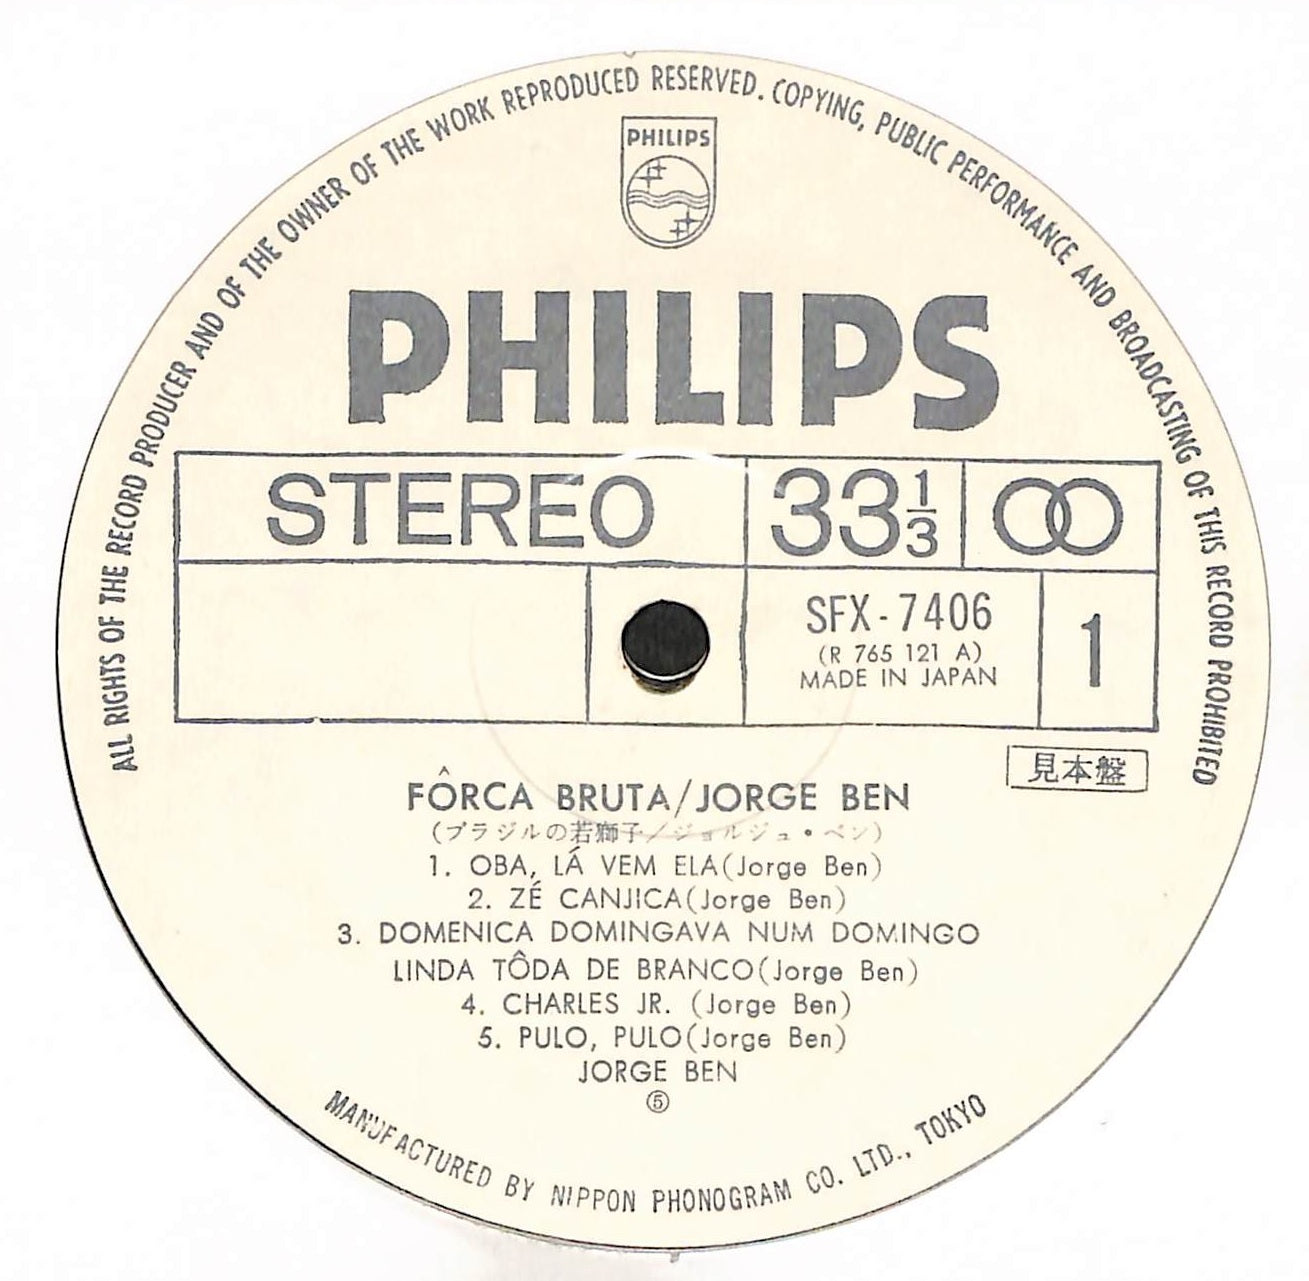 ALL RIGHTS OF THE RECORD PRODUCER AND OF THE OWNER OF THE WORK REPRODUCED RESERVED. COPYING, PUBLIC PERFORMANCE AND BROADCASTING OF THIS RECORD PROHIBITED
PHILIPS
PHILIPS
STEREO
33 1/3
SFX-7406
(R 765 121 A)
MADE IN JAPAN
1
見本盤
FÔRCA BRUTA/JORGE BEN
(ブラジルの若獅子/ジョルジュ・ベン)
1. OBA, LÁ VEM ELA(Jorge Ben)
2. ZÉ CANJICA(Jorge Ben)
3. DOMENICA DOMINGAVA NUM DOMINGO
LINDA TÔDA DE BRANCO(Jorge Ben)
4. CHARLES JR. (Jorge Ben)
5. PULO, PULO(Jorge Ben)
JORGE BEN
⑤
MANUFACTURED BY NIPPON PHONOGRAM CO. LTD., TOKYO